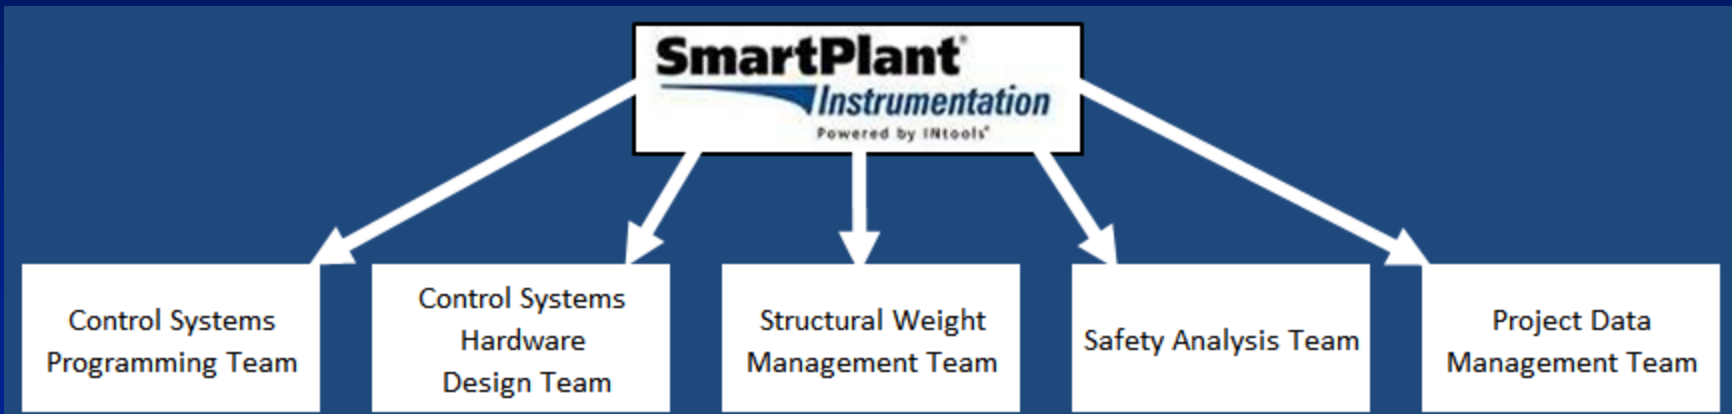 SmartPlant®
Instrumentation
Powered by INtools®
Control Systems
Programming Team
Control Systems
Hardware
Design Team
Structural Weight
Management Team
Safety Analysis Team
Project Data
Management Team